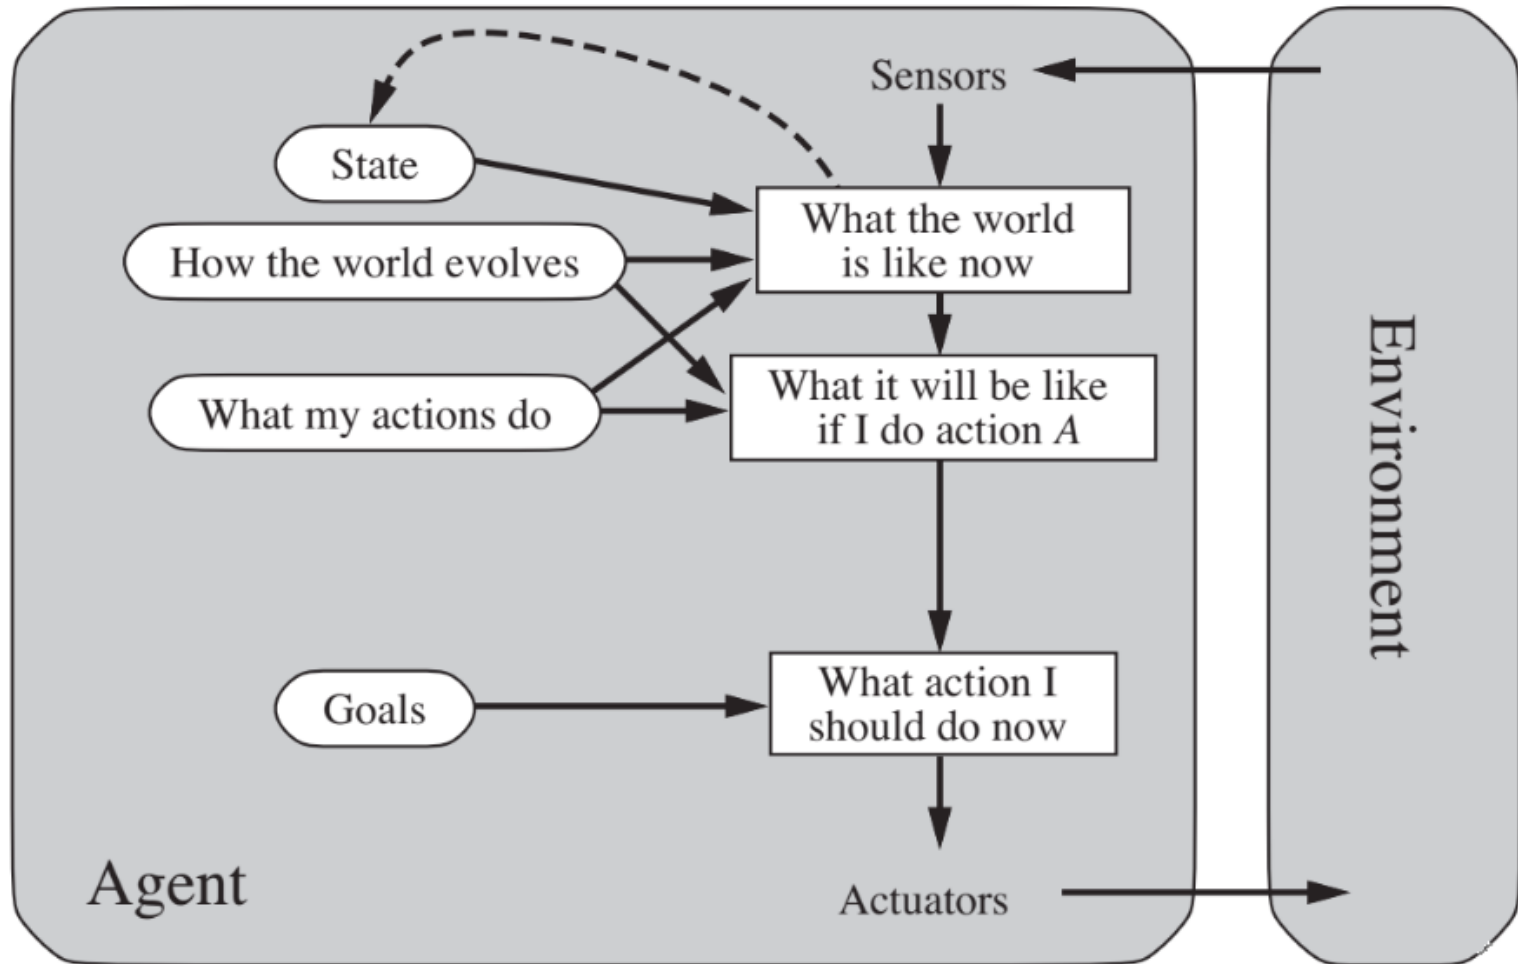 Sensors
State
What the world
is like now
How the world evolves
What it will be like
if I do action A
What my actions do
Environment
What action I
should do now
Goals
Agent
Actuators